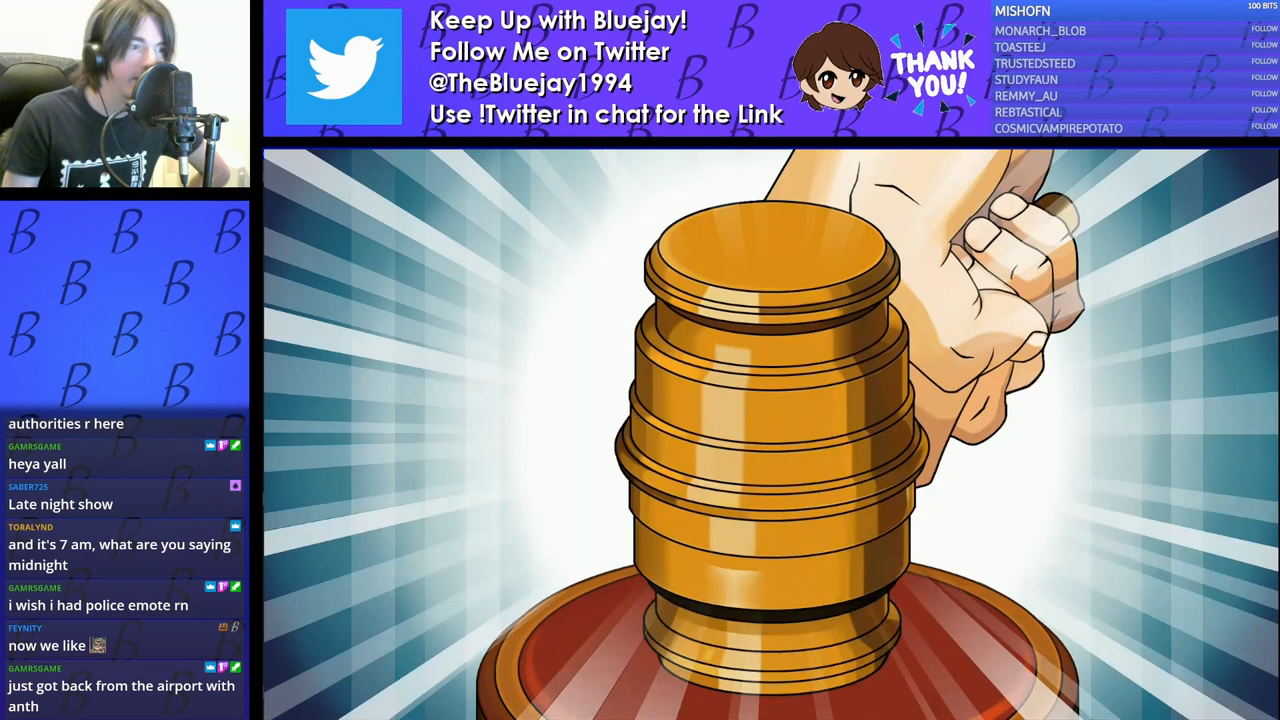 Keep Up with Bluejay!
Follow Me on Twitter
@TheBluejay1994
Use !Twitter in chat for the Link
THANK
YOU!
MISHOFN 100 BITS
MONARCH_BLOB FOLLOW
TOASTEEJ FOLLOW
TRUSTEDSTEED FOLLOW
STUDYFAUN FOLLOW
REMMY_AU FOLLOW
REBTASTICAL FOLLOW
COSMICVAMPIREPOTATO FOLLOW
authorities r here
GAMRSGAME
heya yall
SABER725
Late night show
TORALYND
and it's 7 am, what are you saying
midnight
GAMRSGAME
i wish i had police emote rn
FEYNITY
now we like
GAMRSGAME
just got back from the airport with
anth